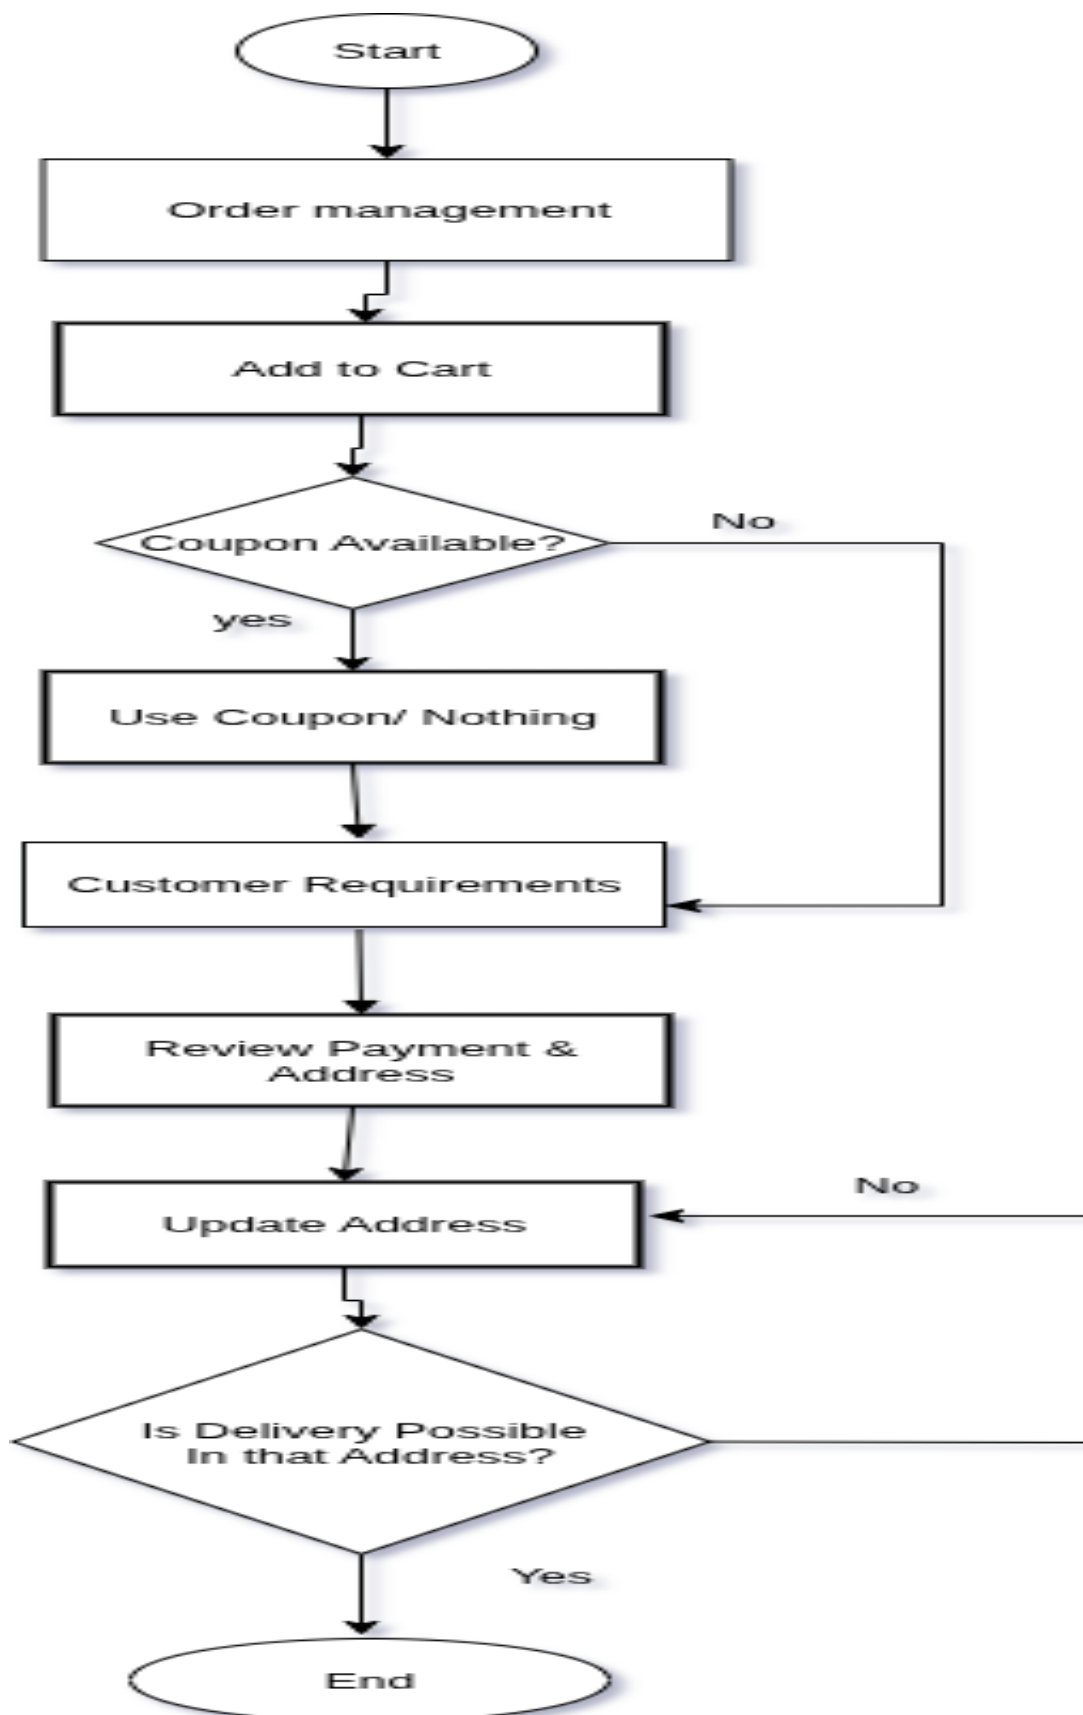 Start
Order management
Add to Cart
No
Coupon Available?
yes
Use Coupon/ Nothing
Customer Requirements
Review Payment &
Address
No
Update Address
Is Delivery Possible
In that Address?
Yes
End